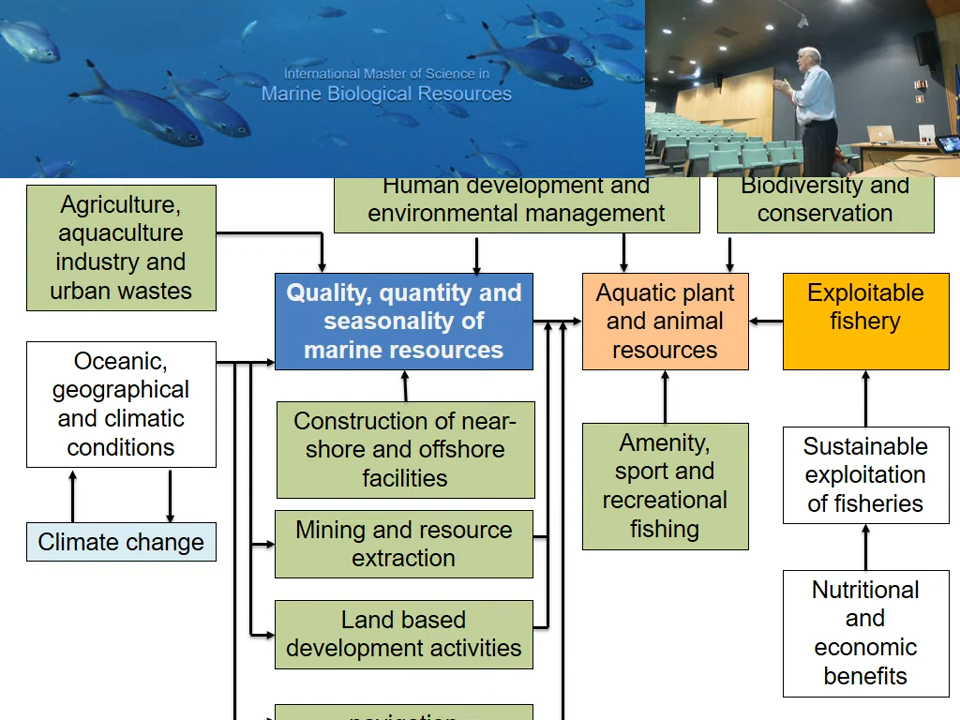 International Master of Science in
Marine Biological Resources
Human development and
environmental management
Biodiversity and
conservation
Agriculture,
aquaculture
industry and
urban wastes
Quality, quantity and
seasonality of
marine resources
Aquatic plant
and animal
resources
Exploitable
fishery
Oceanic,
geographical
and climatic
conditions
Construction of near-
shore and offshore
facilities
Amenity,
sport and
recreational
fishing
Sustainable
exploitation
of fisheries
Climate change
Mining and resource
extraction
Land based
development activities
Nutritional
and
economic
benefits
navigation